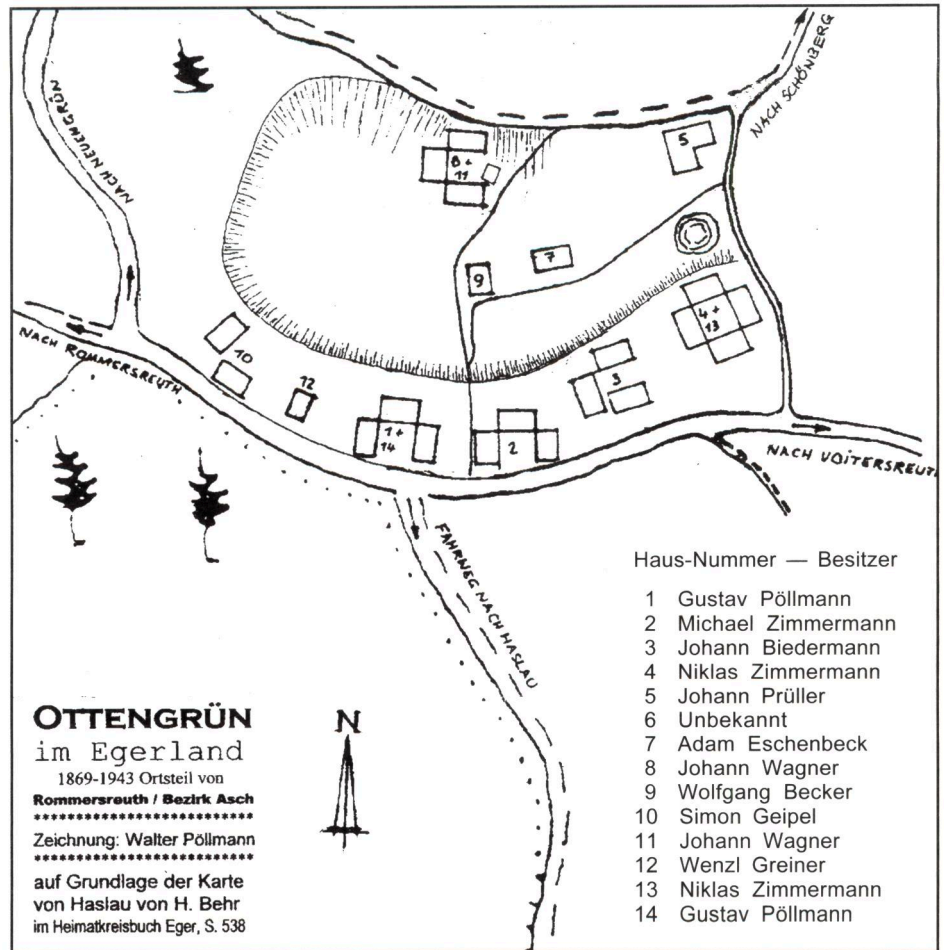 NACH NEUENGRÜN
NACH SCHÖNBERG
8 +
11
5
7
9
4 +
13
10
12
3
1 +
14
2
NACH ROMMERSREUTH
NACH VOITERSREUTH
FAHRWEG NACH HASLAU
N
Haus-Nummer — Besitzer
1 Gustav Pöllmann
2 Michael Zimmermann
3 Johann Biedermann
4 Niklas Zimmermann
5 Johann Prüller
6 Unbekannt
7 Adam Eschenbeck
8 Johann Wagner
9 Wolfgang Becker
10 Simon Geipel
11 Johann Wagner
12 Wenzl Greiner
13 Niklas Zimmermann
14 Gustav Pöllmann
OTTENGRÜN
im Egerland
1869-1943 Ortsteil von
Rommersreuth / Bezirk Asch
**************************
Zeichnung: Walter Pöllmann
**************************
auf Grundlage der Karte
von Haslau von H. Behr
im Heimatkreisbuch Eger, S. 538